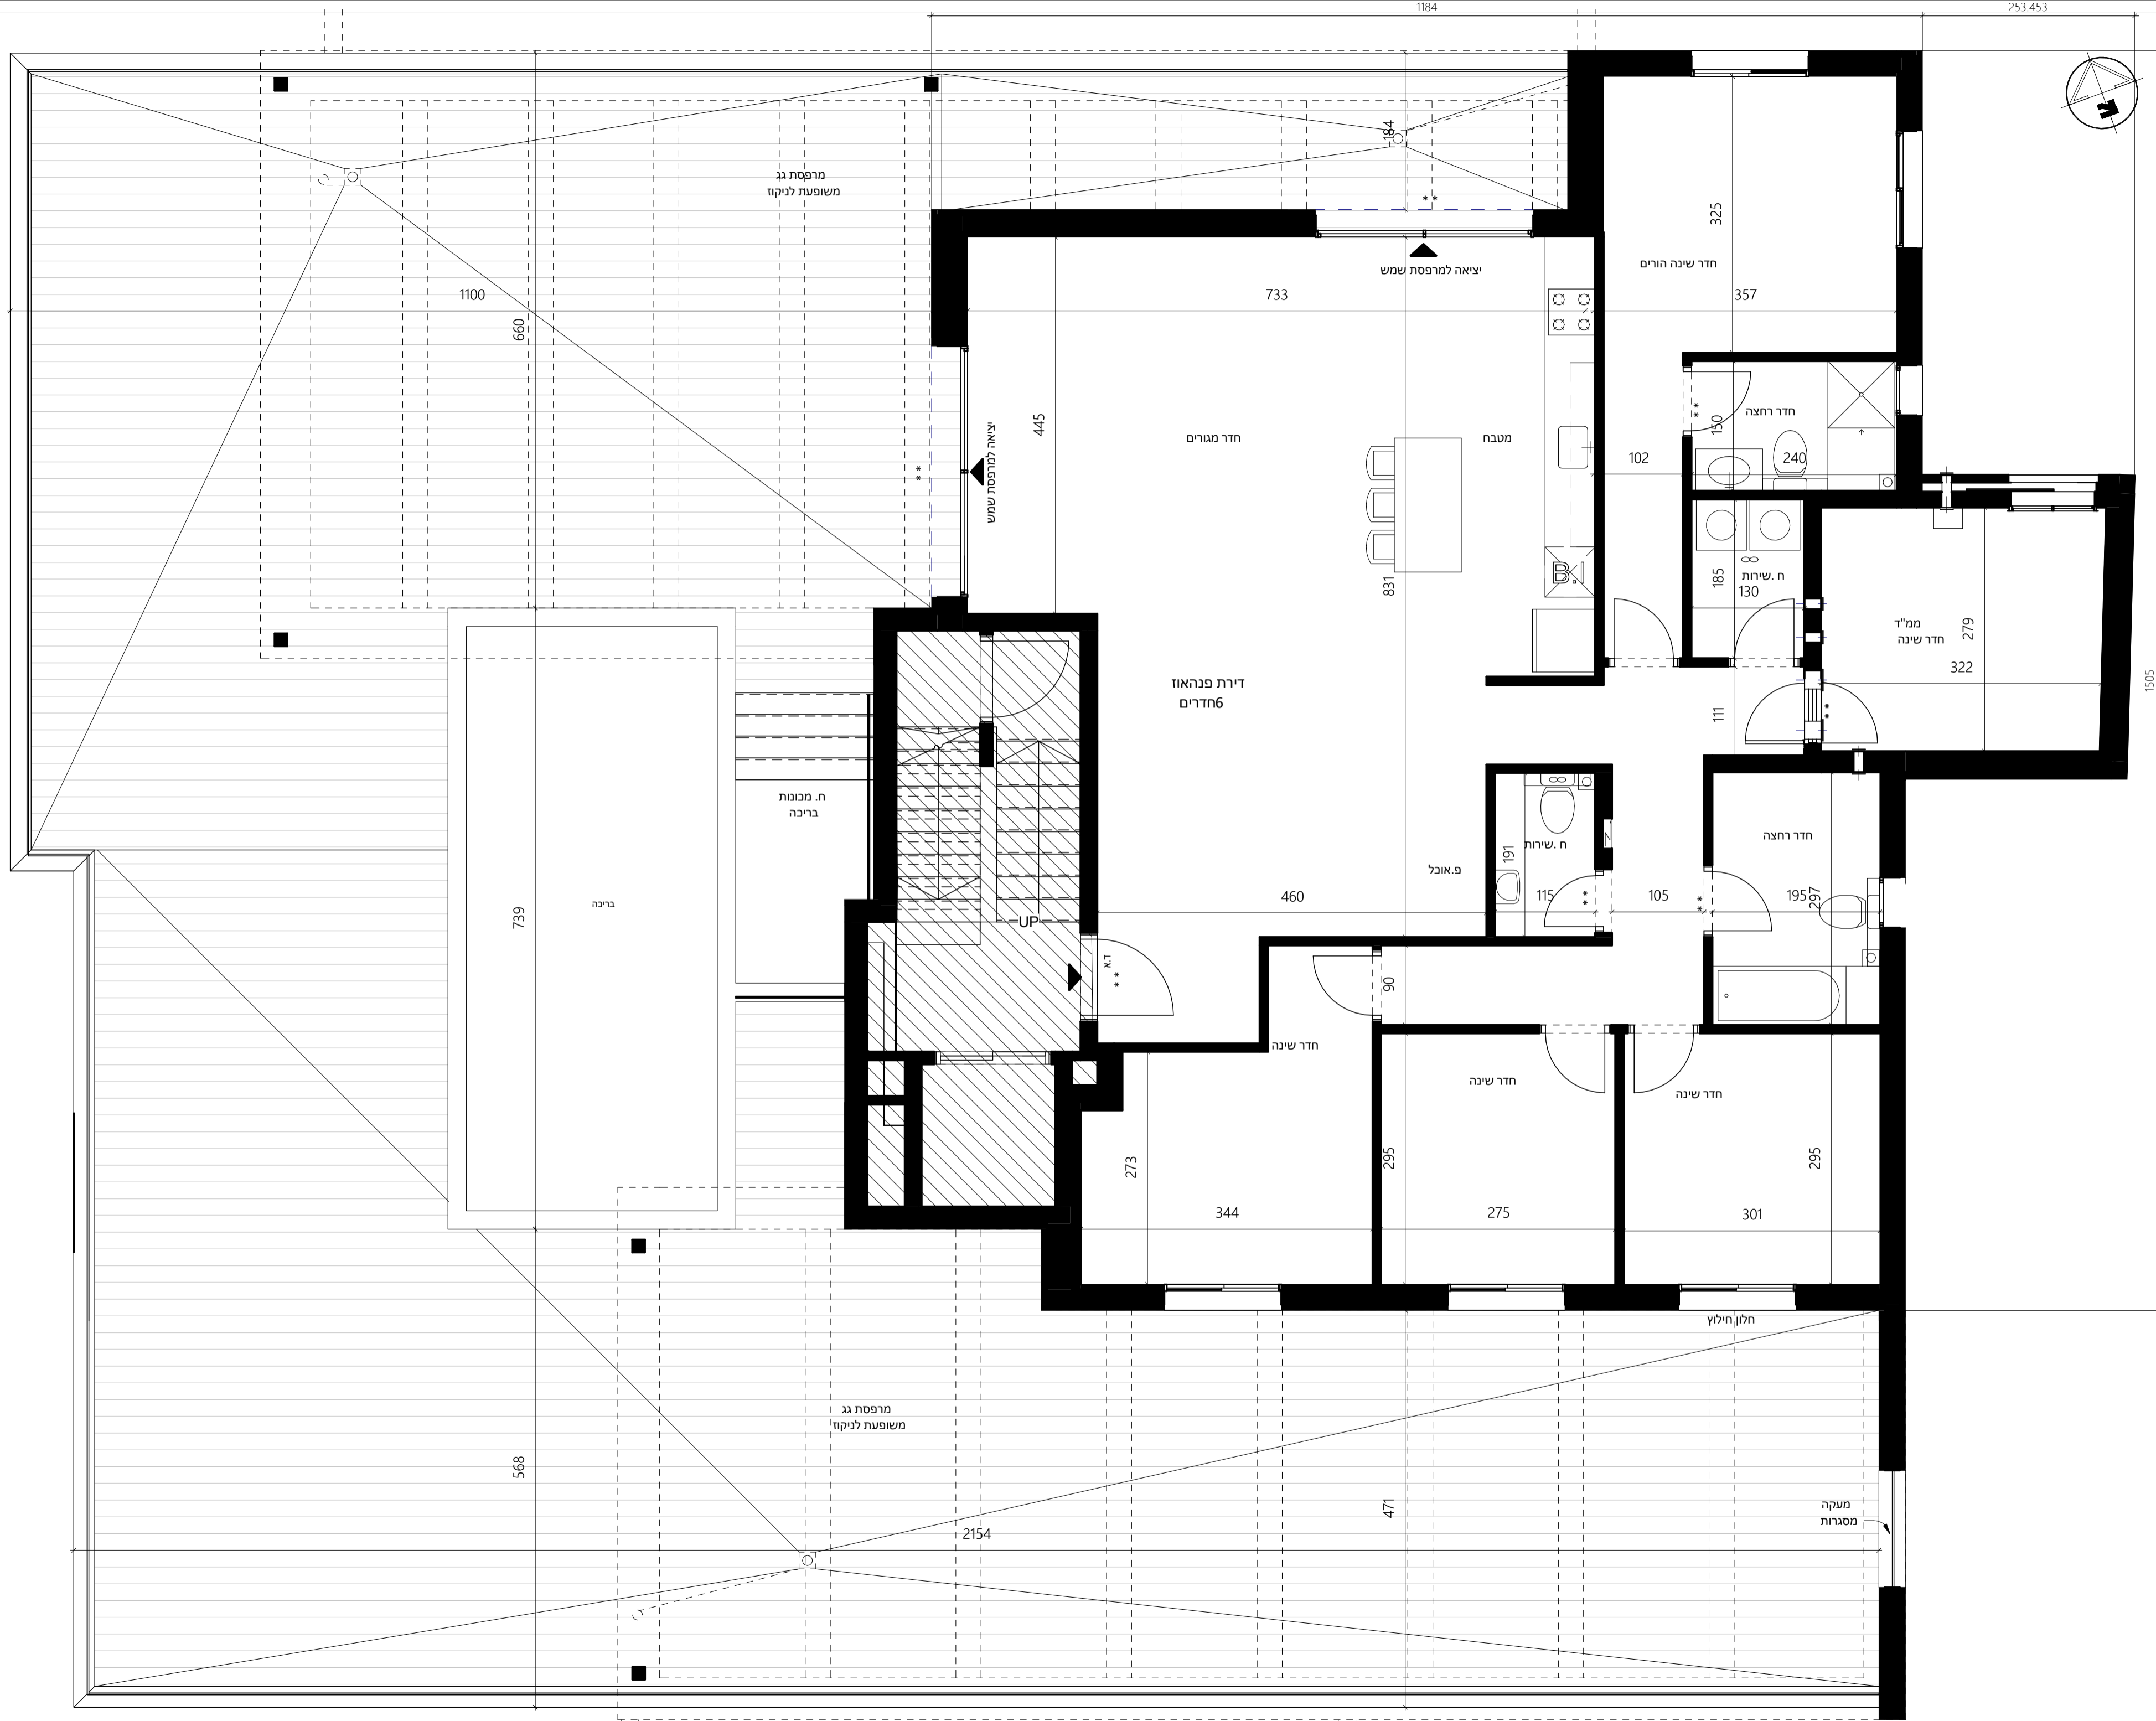 1184
253.453
184
מרפסת גג
משופעת לניקוז
**
325
יציאה למרפסת שמש
חדר שינה הורים
1100
733
357
660
445
יציאה למרפסת שמש
**
חדר מגורים
מטבח
חדר רחצה
**
150
240
102
B.I
831
185
ח .שירות
130
ממ"ד
חדר שינה
279
322
1505
דירת פנהאוז
6חדרים
111
**
ח. מכונות
בריכה
בריכה
739
UP
ד.א
**
460
פ.אוכל
191
ח .שירות
115
**
105
**
חדר רחצה
195
297
90
חדר שינה
חדר שינה
חדר שינה
273
295
295
344
275
301
חלון חילוץ
מרפסת גג
משופעת לניקוז
568
471
2154
מעקה
מסגרות